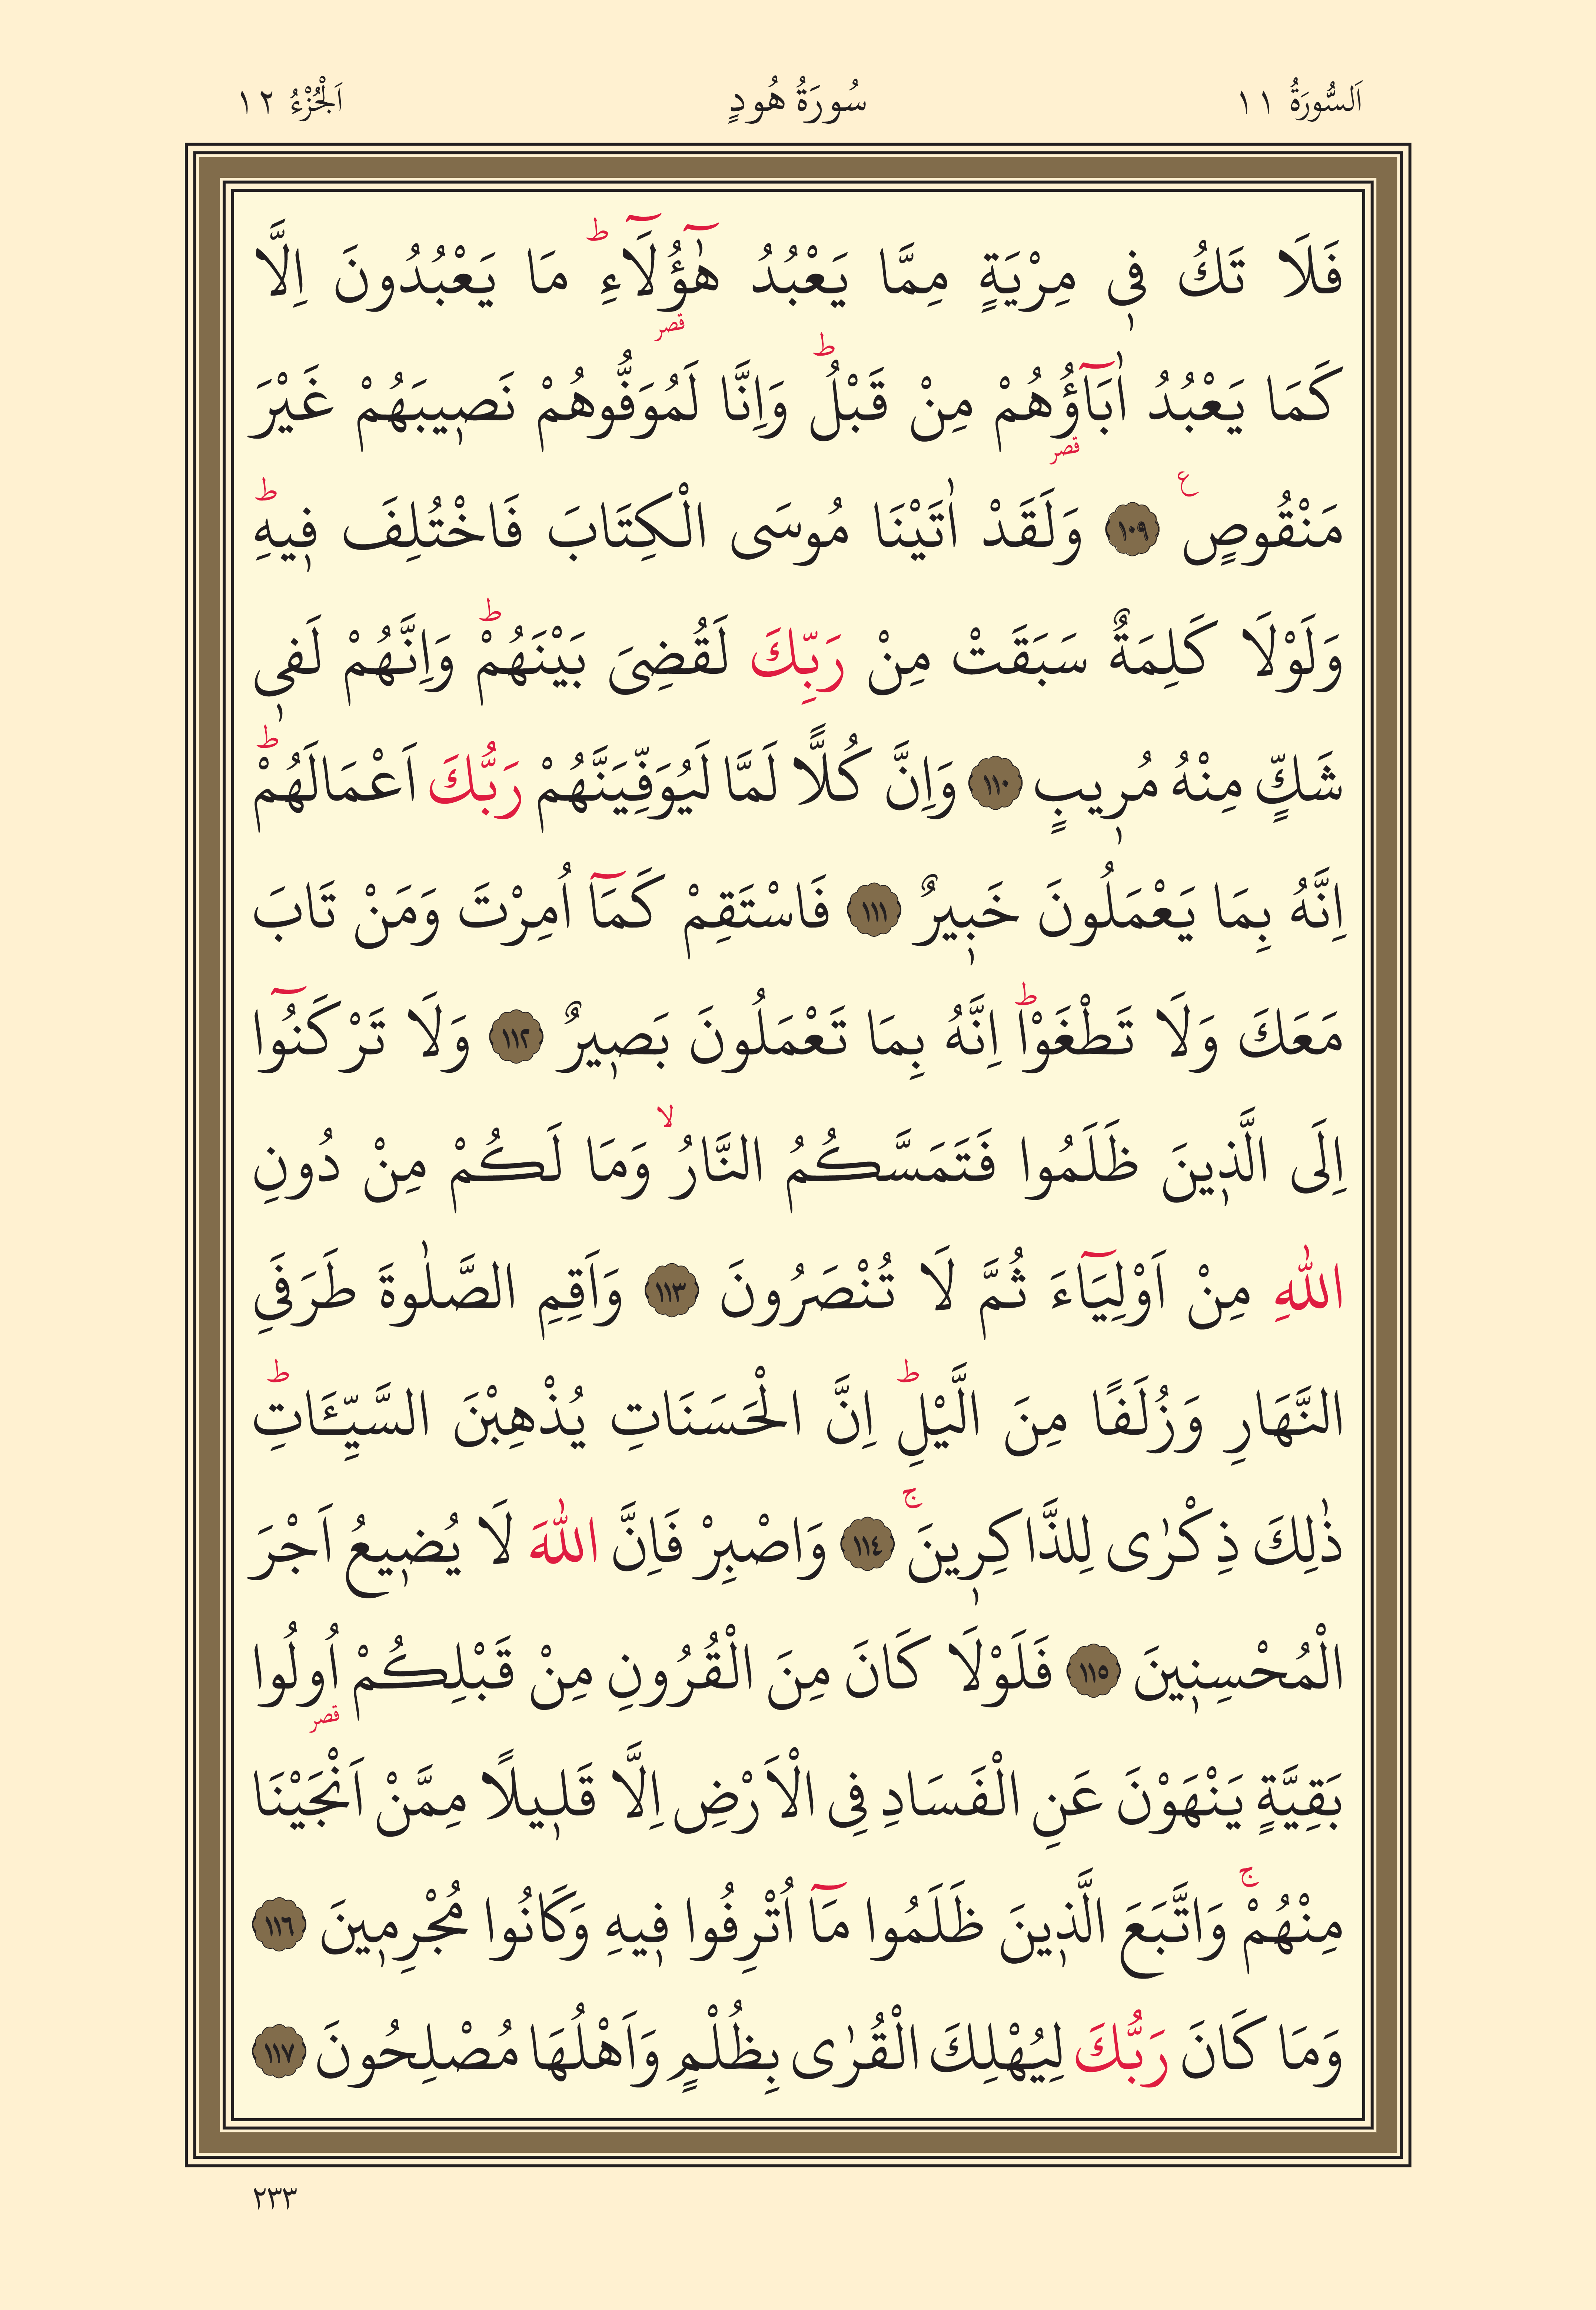 اَلسُّورَةُ ١١ سُورَةُ هُودٍ اَلْجُزْءُ ١٢
فَلَا تَكُ ف۪ي مِرْيَةٍ مِمَّا يَعْبُدُ هٰٓؤُ۬لَٓاءِۜ مَا يَعْبُدُونَ اِلَّا
قصر
كَمَا يَعْبُدُ اٰبَٓاؤُ۬هُمْ مِنْ قَبْلُۜ وَاِنَّا لَمُوَفُّوهُمْ نَص۪يبَهُمْ غَيْرَ
قصر
مَنْقُوصٍ۟ ﴿١٠٩﴾ وَلَقَدْ اٰتَيْنَا مُوسَى الْكِتَابَ فَاخْتُلِفَ ف۪يهِۜ
وَلَوْلَا كَلِمَةٌ سَبَقَتْ مِنْ رَبِّكَ لَقُضِيَ بَيْنَهُمْۜ وَاِنَّهُمْ لَف۪ي
شَكٍّ مِنْهُ مُر۪يبٍ ﴿١١٠﴾ وَاِنَّ كُلًّا لَمَّا لَيُوَفِّيَنَّهُمْ رَبُّكَ اَعْمَالَهُمْۜ
اِنَّهُ بِمَا يَعْمَلُونَ خَب۪يرٌ ﴿١١١﴾ فَاسْتَقِمْ كَمَٓا اُمِرْتَ وَمَنْ تَابَ
مَعَكَ وَلَا تَطْغَوْاۜ اِنَّهُ بِمَا تَعْمَلُونَ بَص۪يرٌ ﴿١١٢﴾ وَلَا تَرْكَنُٓوا
اِلَى الَّذ۪ينَ ظَلَمُوا فَتَمَسَّكُمُ النَّارُۙ وَمَا لَكُمْ مِنْ دُونِ
اللّٰهِ مِنْ اَوْلِيَٓاءَ ثُمَّ لَا تُنْصَرُونَ ﴿١١٣﴾ وَاَقِمِ الصَّلٰوةَ طَرَفَيِ
النَّهَارِ وَزُلَفًا مِنَ الَّيْلِۜ اِنَّ الْحَسَنَاتِ يُذْهِبْنَ السَّيِّـَٔاتِۜ
ذٰلِكَ ذِكْرٰى لِلذَّاكِر۪ينَۚ ﴿١١٤﴾ وَاصْبِرْ فَاِنَّ اللّٰهَ لَا يُض۪يعُ اَجْرَ
الْمُحْسِن۪ينَ ﴿١١٥﴾ فَلَوْلَا كَانَ مِنَ الْقُرُونِ مِنْ قَبْلِكُمْ اُو۬لُوا
قصر
بَقِيَّةٍ يَنْهَوْنَ عَنِ الْفَسَادِ فِي الْاَرْضِ اِلَّا قَل۪يلًا مِمَّنْ اَنْجَيْنَا
مِنْهُمْۚ وَاتَّبَعَ الَّذ۪ينَ ظَلَمُوا مَٓا اُتْرِفُوا ف۪يهِ وَكَانُوا مُجْرِم۪ينَ ﴿١١٦﴾
وَمَا كَانَ رَبُّكَ لِيُهْلِكَ الْقُرٰى بِظُلْمٍ وَاَهْلُهَا مُصْلِحُونَ ﴿١١٧﴾
٢٣٣